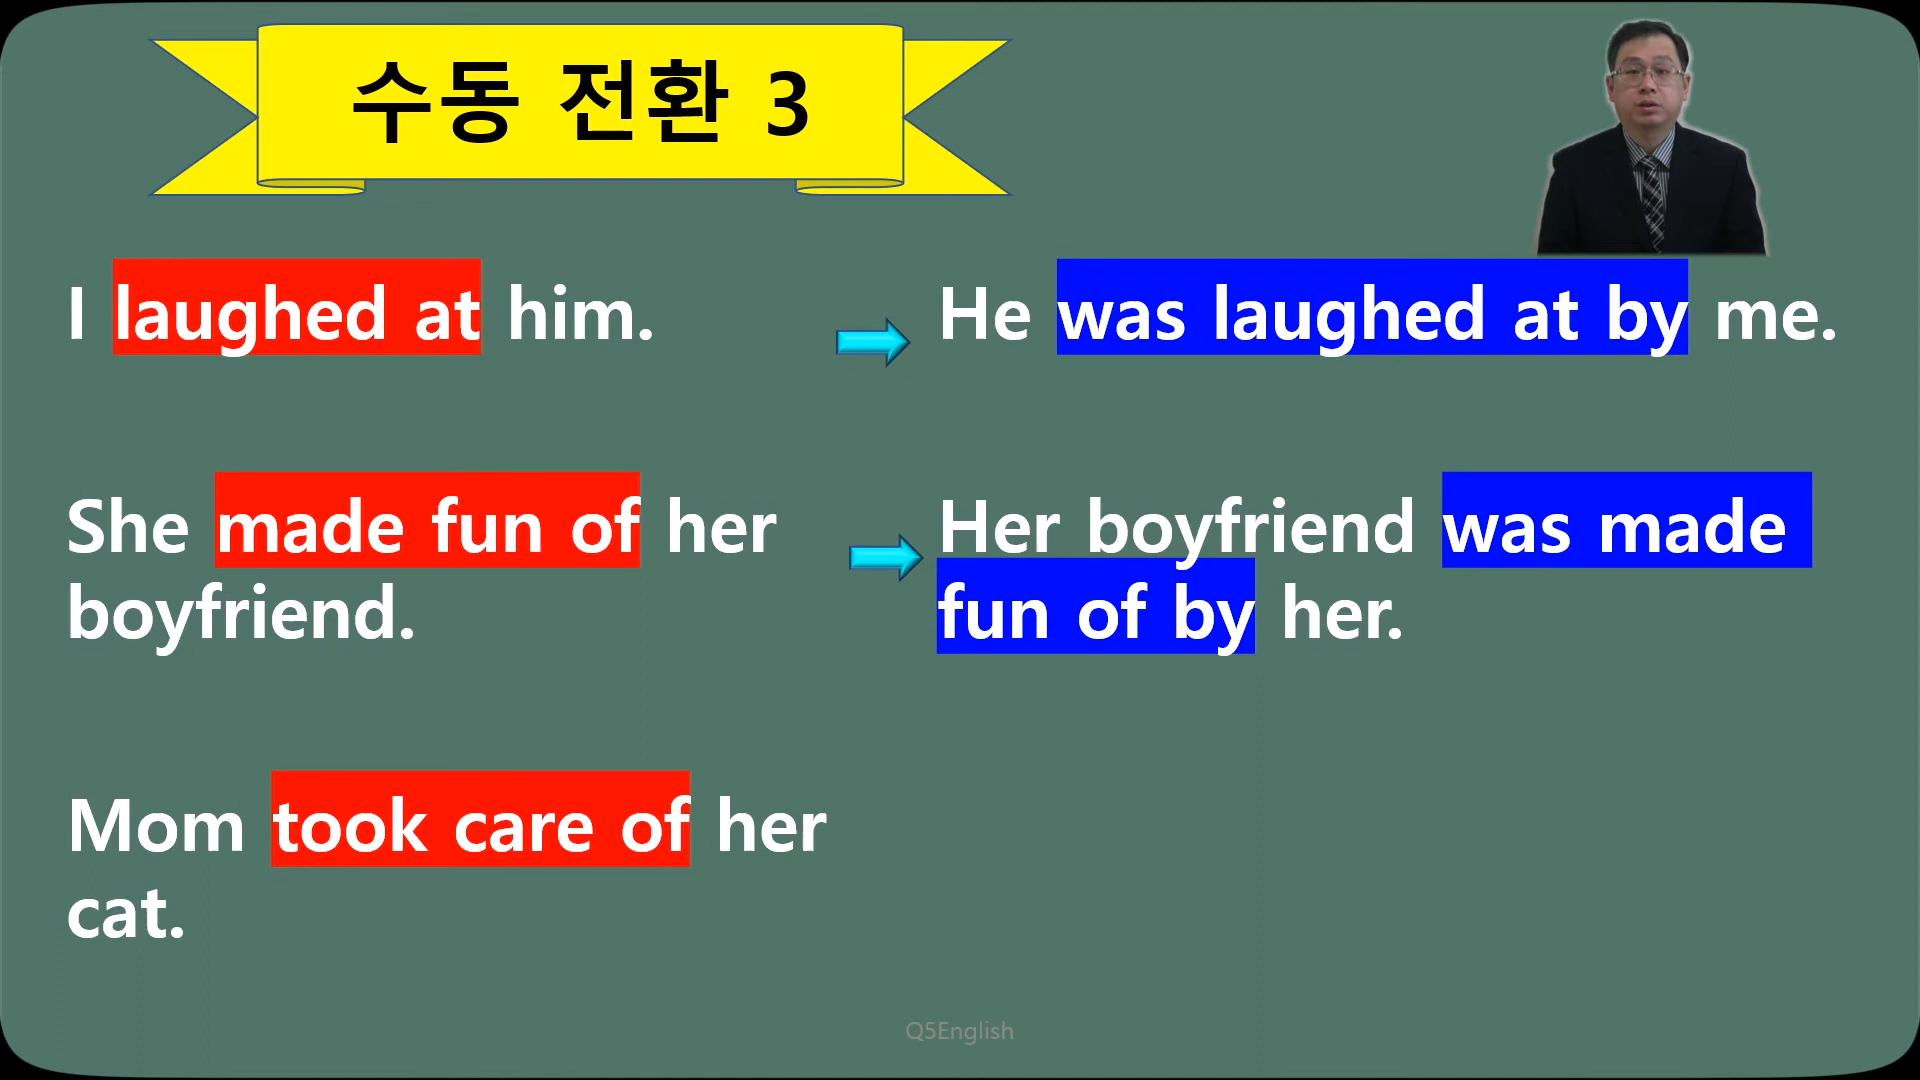 수동 전환 3
I laughed at him.
He was laughed at by me.
She made fun of her
boyfriend.
Her boyfriend was made
fun of by her.
Mom took care of her
cat.
Q5English